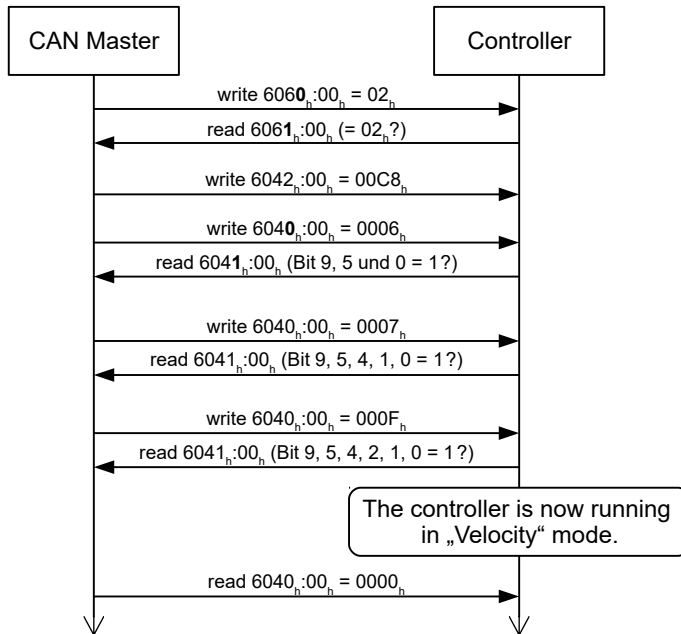 CAN Master
Controller
write 6060ₕ:00ₕ = 02ₕ
read 6061ₕ:00ₕ (= 02ₕ?)
write 6042ₕ:00ₕ = 00C8ₕ
write 6040ₕ:00ₕ = 0006ₕ
read 6041ₕ:00ₕ (Bit 9, 5 und 0 = 1?)
write 6040ₕ:00ₕ = 0007ₕ
read 6041ₕ:00ₕ (Bit 9, 5, 4, 1, 0 = 1?)
write 6040ₕ:00ₕ = 000Fₕ
read 6041ₕ:00ₕ (Bit 9, 5, 4, 2, 1, 0 = 1?)
The controller is now running
in „Velocity“ mode.
read 6040ₕ:00ₕ = 0000ₕ